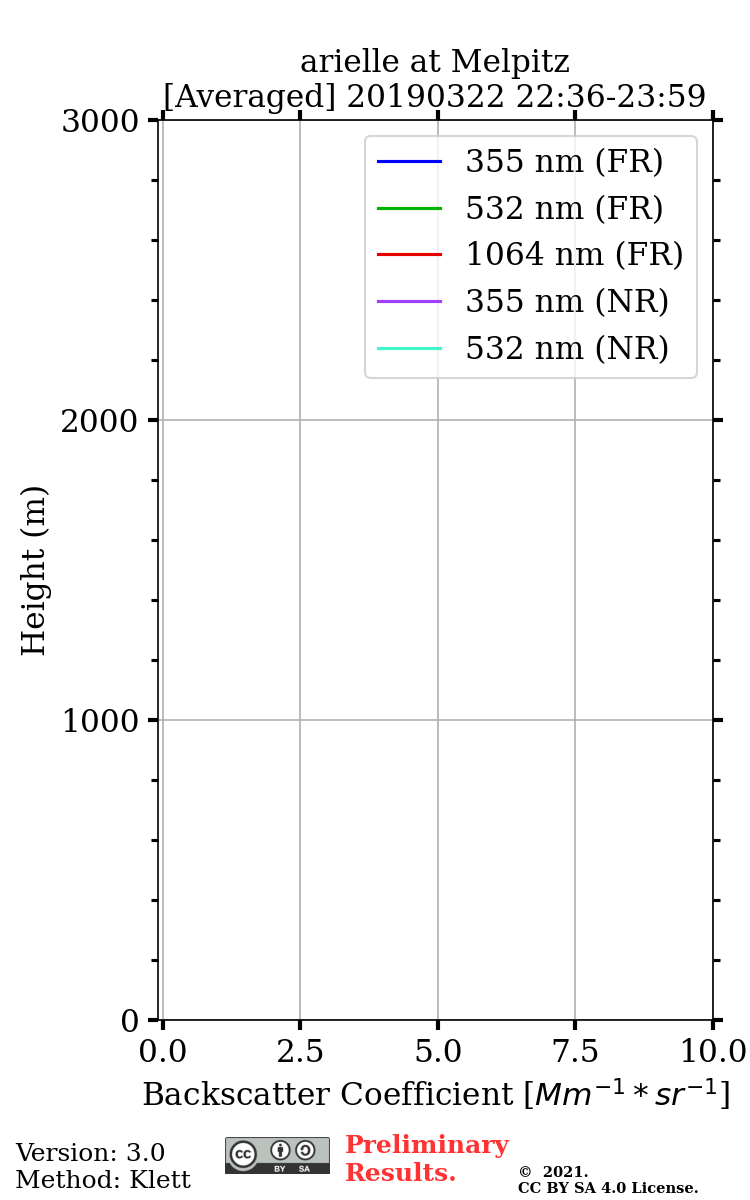 arielle at Melpitz
[Averaged] 20190322 22:36-23:59
3000
355 nm (FR)
532 nm (FR)
1064 nm (FR)
355 nm (NR)
532 nm (NR)
2000
Height (m)
1000
0
0.0 2.5 5.0 7.5 10.0
Backscatter Coefficient [Mm⁻¹ * sr⁻¹]
Version: 3.0
Method: Klett
cc BY SA
Preliminary
Results.
© 2021.
CC BY SA 4.0 License.